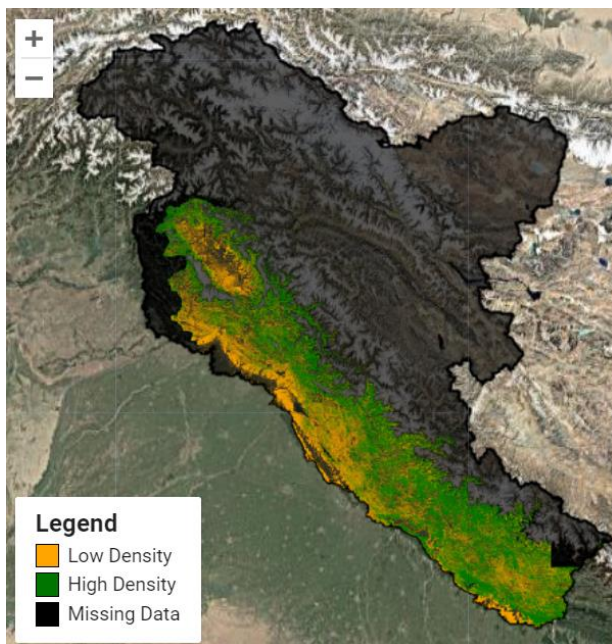 +
−
Legend
Low Density
High Density
Missing Data